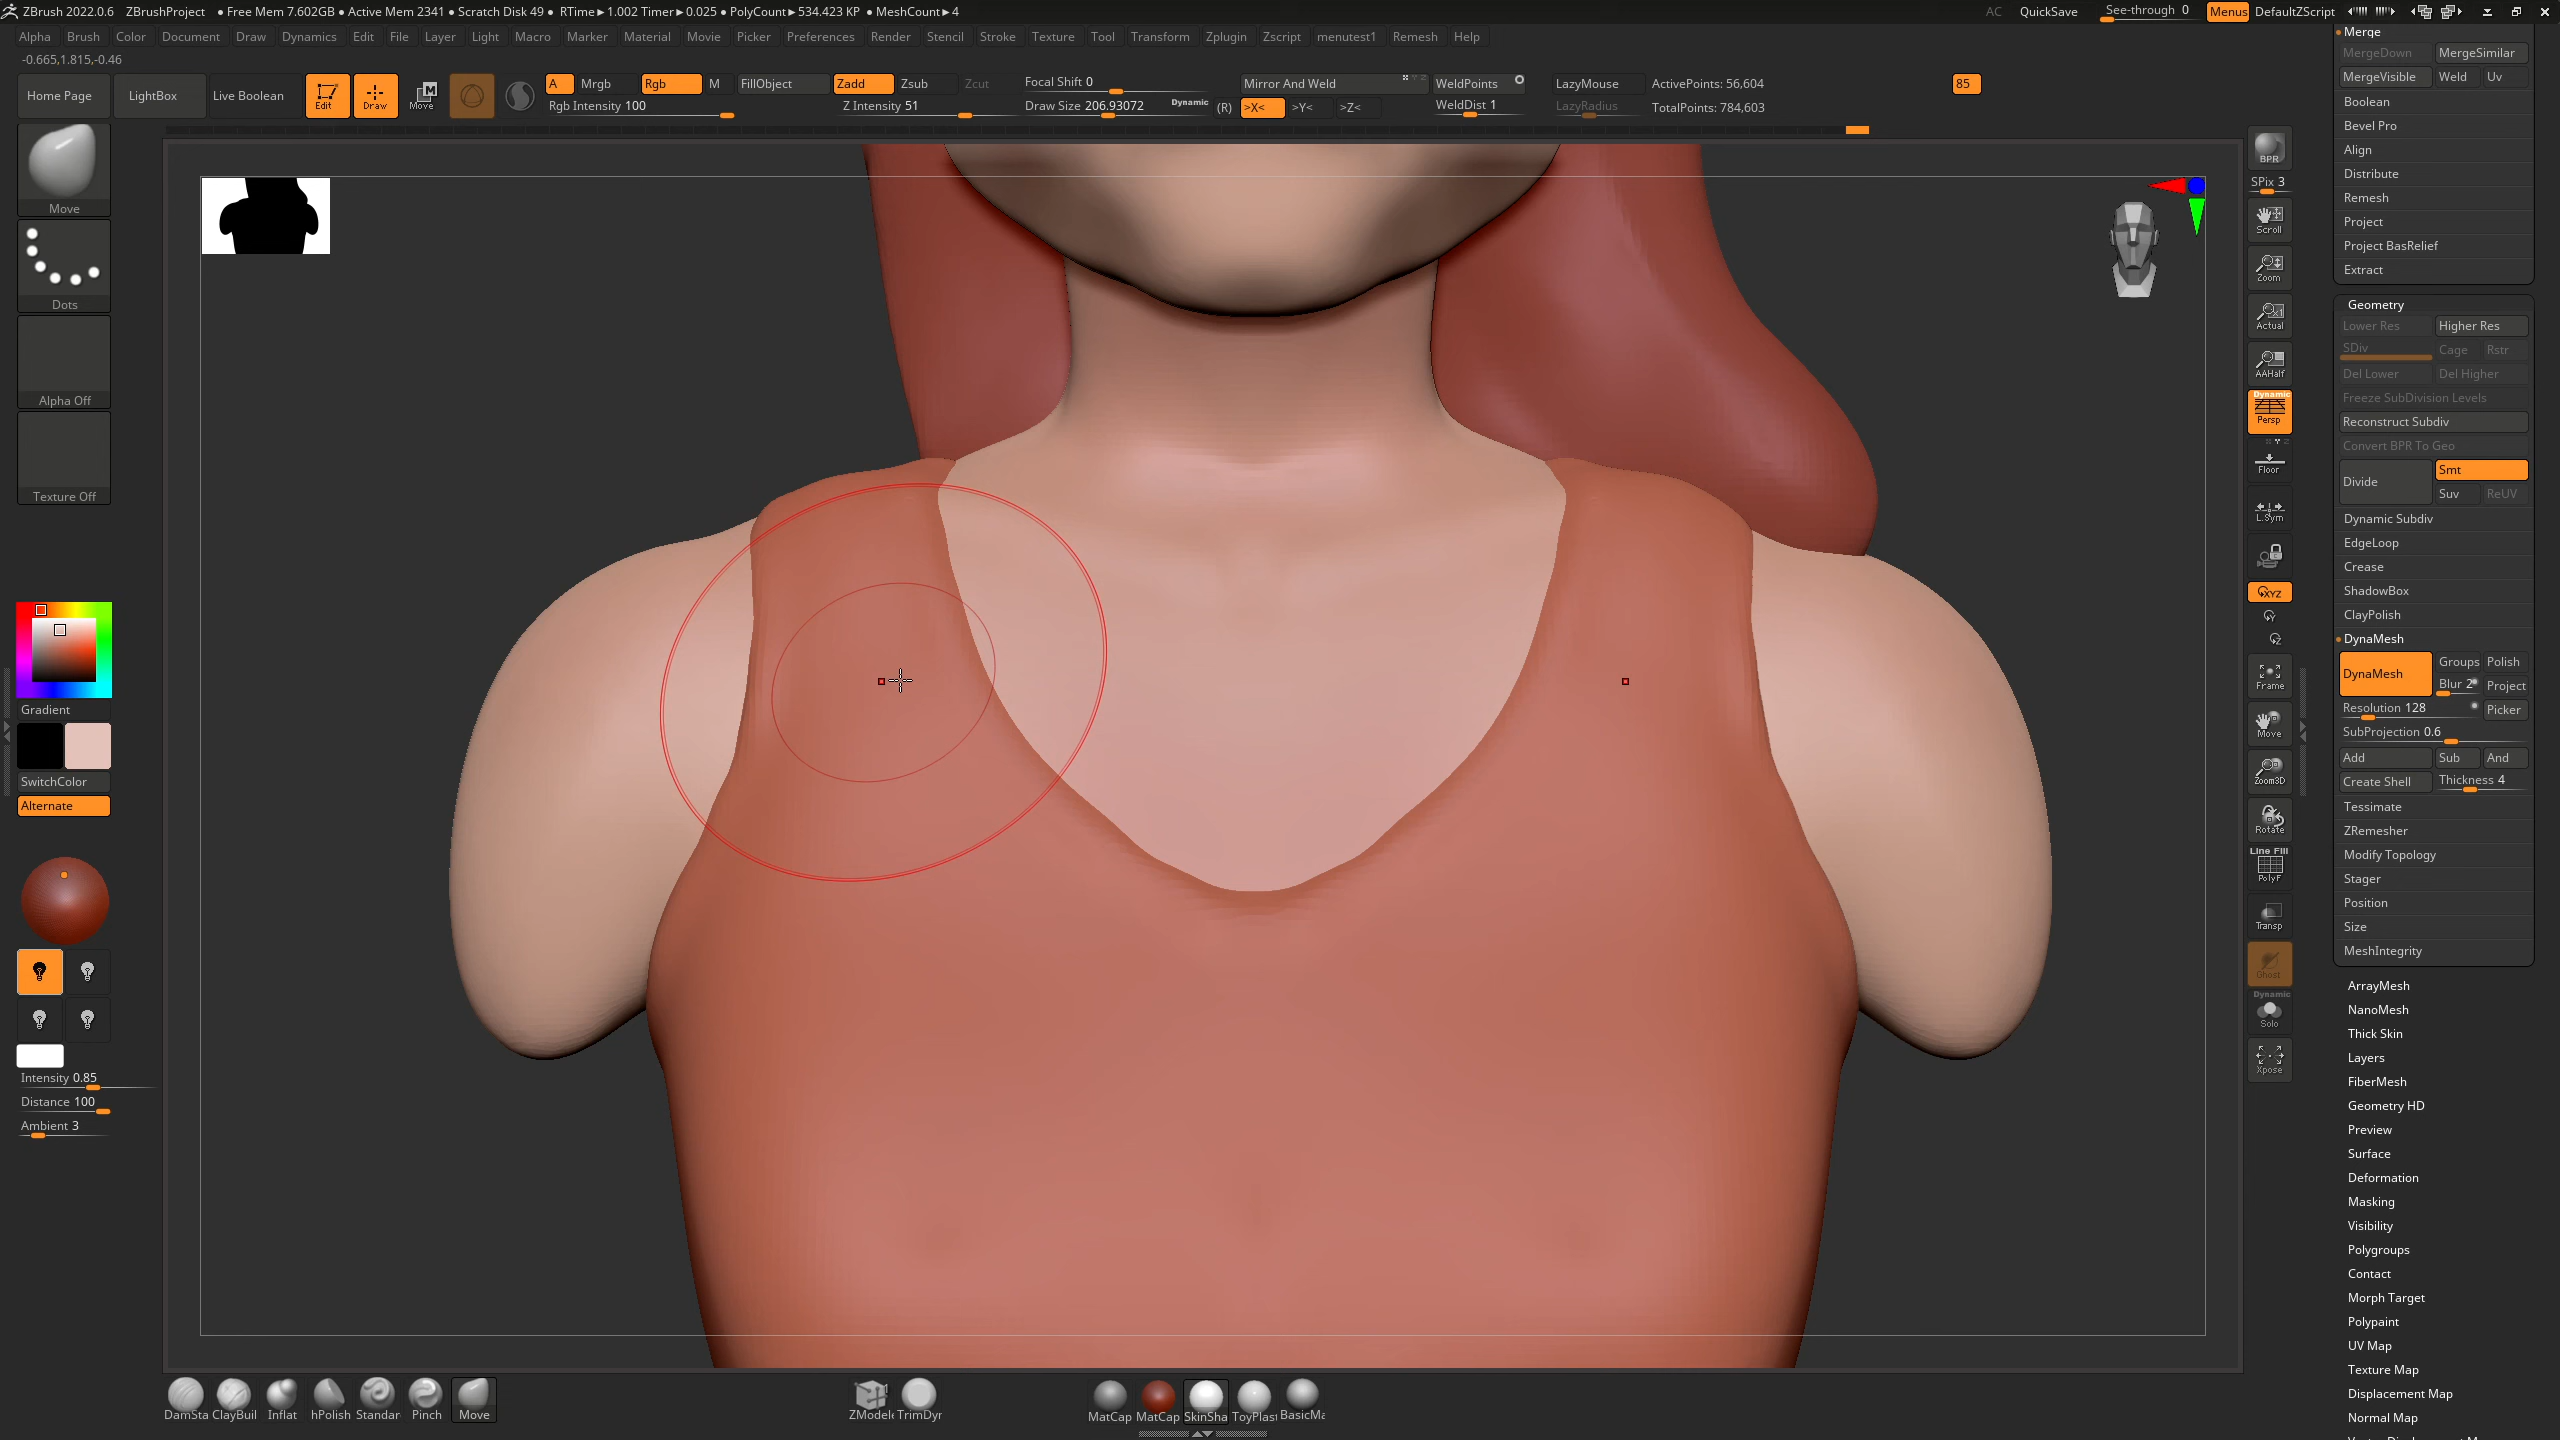 ZBrush 2022.0.6 ZBrushProject • Free Mem 7.602GB • Active Mem 2341 • Scratch Disk 49 • RTime►1.002 Timer►0.025 • PolyCount►534.423 KP • MeshCount►4 AC QuickSave See-through 0 Menus DefaultZScript
Alpha Brush Color Document Draw Dynamics Edit File Layer Light Macro Marker Material Movie Picker Preferences Render Stencil Stroke Texture Tool Transform Zplugin Zscript menutest1 Remesh Help
-0.665,1.815,-0.46
Home Page LightBox Live Boolean Edit Draw Move
A Mrgb Rgb M FillObject Zadd Zsub Zcut Focal Shift 0 Mirror And Weld WeldPoints LazyMouse ActivePoints: 56,604 85
Rgb Intensity 100 Z Intensity 51 Draw Size 206.93072 Dynamic (R) >X< >Y< >Z< WeldDist 1 LazyRadius TotalPoints: 784,603
Move
Dots
Alpha Off
Texture Off
Gradient
SwitchColor
Alternate
Intensity 0.85
Distance 100
Ambient 3
BPR
SPix 3
Scroll
Zoom
Actual
AAHalf
Dynamic
Persp
Floor
L.Sym
XYZ
Frame
Move
Zoom3D
Rotate
Line Fill
PolyF
Transp
Ghost
Dynamic
Solo
Xpose
Merge
MergeDown MergeSimilar
MergeVisible Weld Uv
Boolean
Bevel Pro
Align
Distribute
Remesh
Project
Project BasRelief
Extract
Geometry
Lower Res Higher Res
SDiv Cage Rstr
Del Lower Del Higher
Freeze SubDivision Levels
Reconstruct Subdiv
Convert BPR To Geo
Divide Smt
Suv ReUV
Dynamic Subdiv
EdgeLoop
Crease
ShadowBox
ClayPolish
DynaMesh
DynaMesh Groups Polish
Blur 2 Project
Resolution 128 Picker
SubProjection 0.6
Add Sub And
Create Shell Thickness 4
Tessimate
ZRemesher
Modify Topology
Stager
Position
Size
MeshIntegrity
ArrayMesh
NanoMesh
Thick Skin
Layers
FiberMesh
Geometry HD
Preview
Surface
Deformation
Masking
Visibility
Polygroups
Contact
Morph Target
Polypaint
UV Map
Texture Map
Displacement Map
Normal Map
DamSta ClayBuil Inflat hPolish Standar Pinch Move ZModele TrimDyr MatCap MatCap SkinSha ToyPlas BasicMa